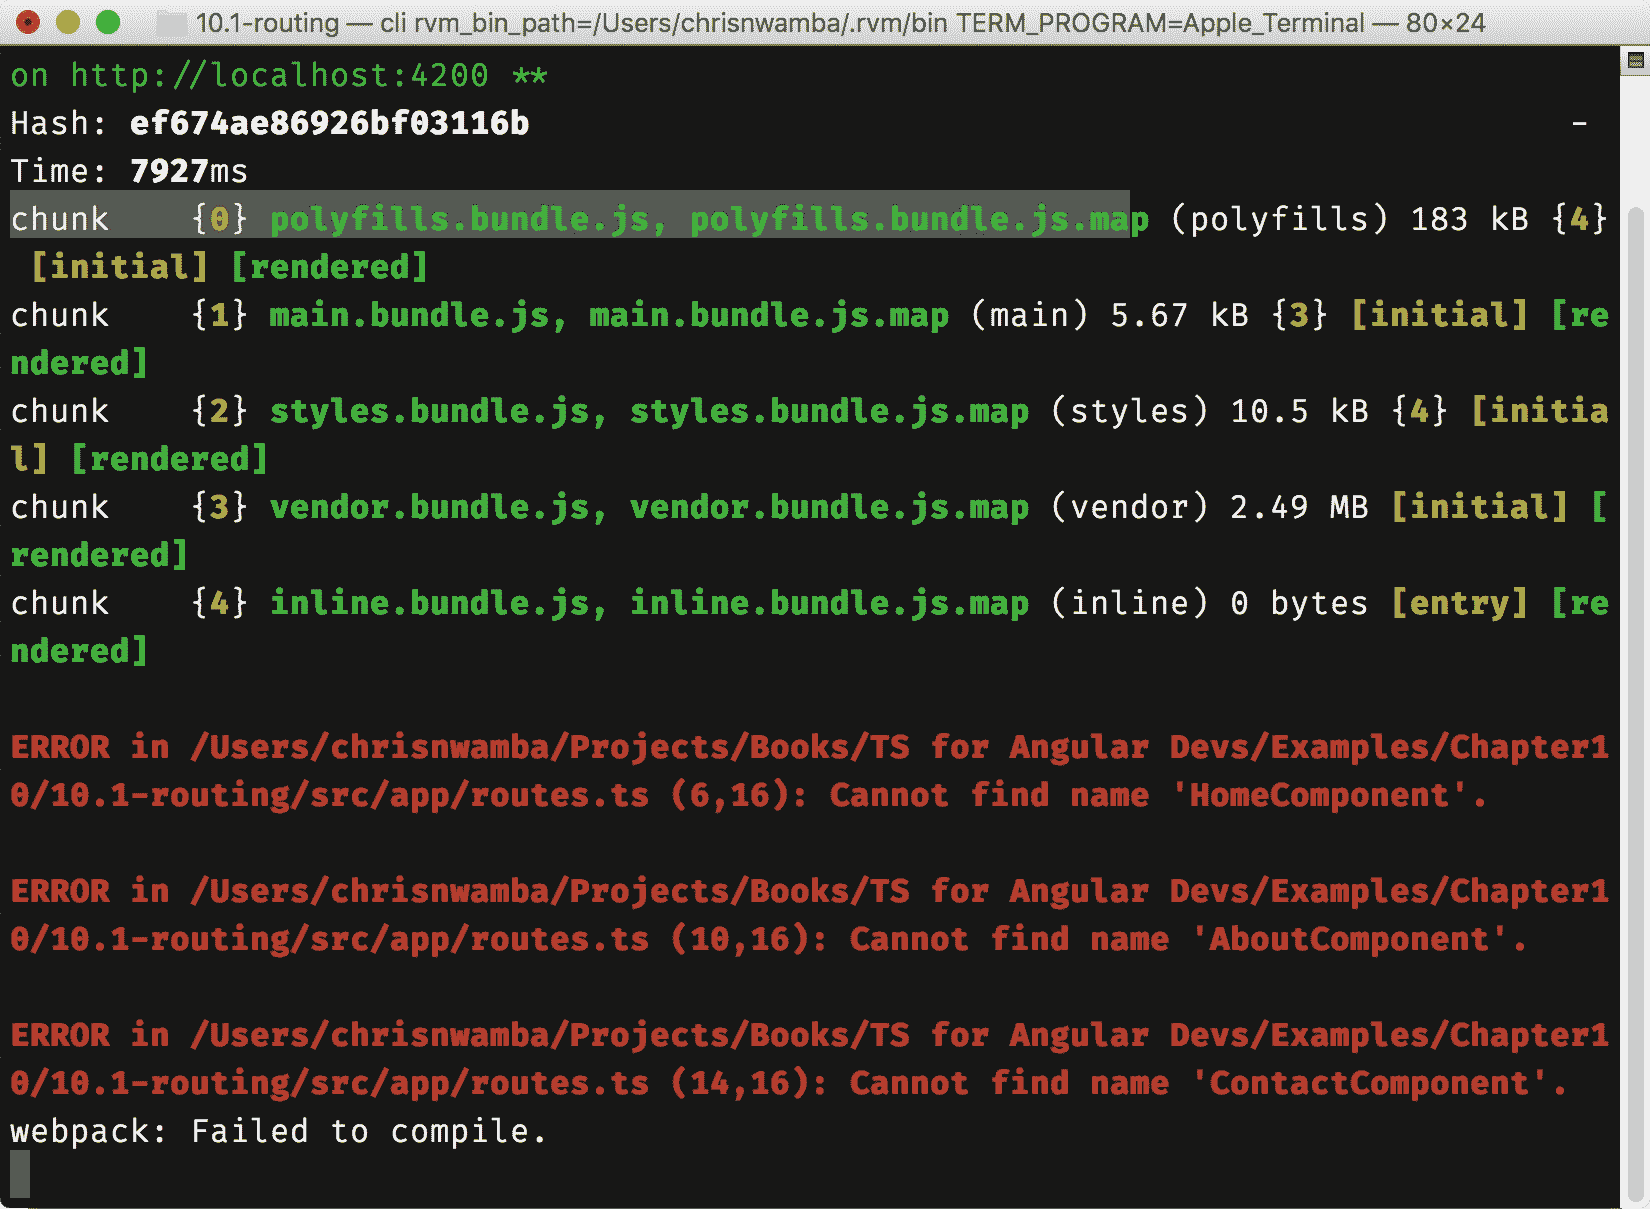 10.1-routing — cli rvm_bin_path=/Users/chrisnwamba/.rvm/bin TERM_PROGRAM=Apple_Terminal — 80×24
on http://localhost:4200 **
Hash: ef674ae86926bf03116b
Time: 7927ms
chunk    {0} polyfills.bundle.js, polyfills.bundle.js.map (polyfills) 183 kB {4}
 [initial] [rendered]
chunk    {1} main.bundle.js, main.bundle.js.map (main) 5.67 kB {3} [initial] [re
ndered]
chunk    {2} styles.bundle.js, styles.bundle.js.map (styles) 10.5 kB {4} [initia
l] [rendered]
chunk    {3} vendor.bundle.js, vendor.bundle.js.map (vendor) 2.49 MB [initial] [
rendered]
chunk    {4} inline.bundle.js, inline.bundle.js.map (inline) 0 bytes [entry] [re
ndered]
ERROR in /Users/chrisnwamba/Projects/Books/TS for Angular Devs/Examples/Chapter1
0/10.1-routing/src/app/routes.ts (6,16): Cannot find name 'HomeComponent'.
ERROR in /Users/chrisnwamba/Projects/Books/TS for Angular Devs/Examples/Chapter1
0/10.1-routing/src/app/routes.ts (10,16): Cannot find name 'AboutComponent'.
ERROR in /Users/chrisnwamba/Projects/Books/TS for Angular Devs/Examples/Chapter1
0/10.1-routing/src/app/routes.ts (14,16): Cannot find name 'ContactComponent'.
webpack: Failed to compile.